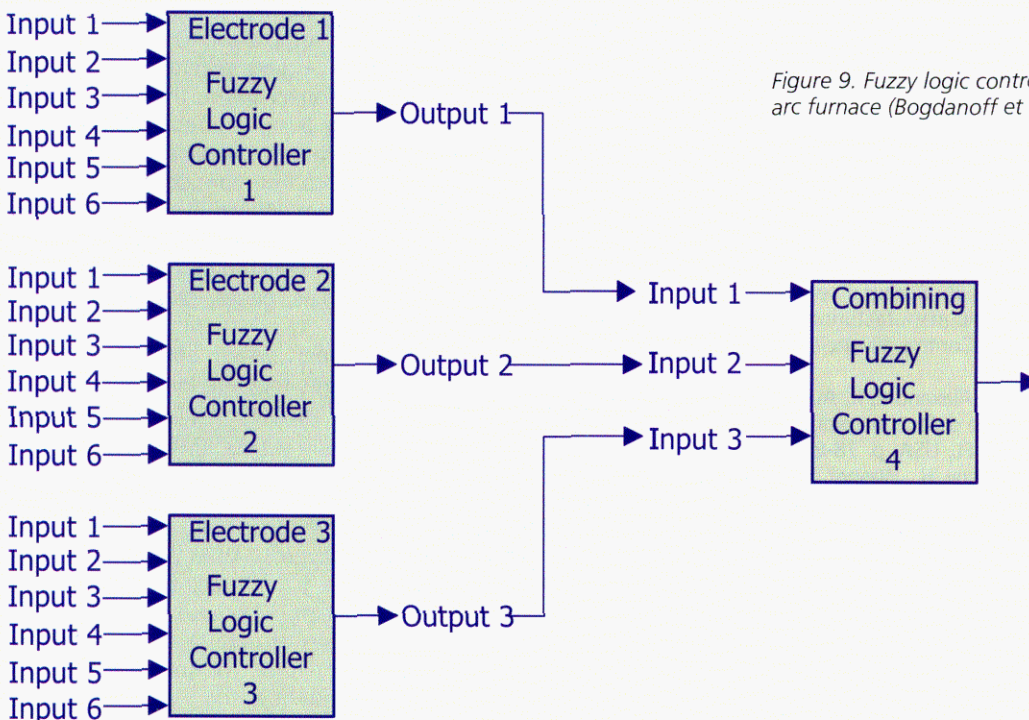 Input 1
Input 2
Input 3
Input 4
Input 5
Input 6
Electrode 1
Fuzzy
Logic
Controller
1
Output 1
Figure 9. Fuzzy logic contro
arc furnace (Bogdanoff et
Input 1
Input 2
Input 3
Input 4
Input 5
Input 6
Electrode 2
Fuzzy
Logic
Controller
2
Output 2
Input 1
Input 2
Input 3
Input 4
Input 5
Input 6
Electrode 3
Fuzzy
Logic
Controller
3
Output 3
Input 1
Input 2
Input 3
Combining
Fuzzy
Logic
Controller
4